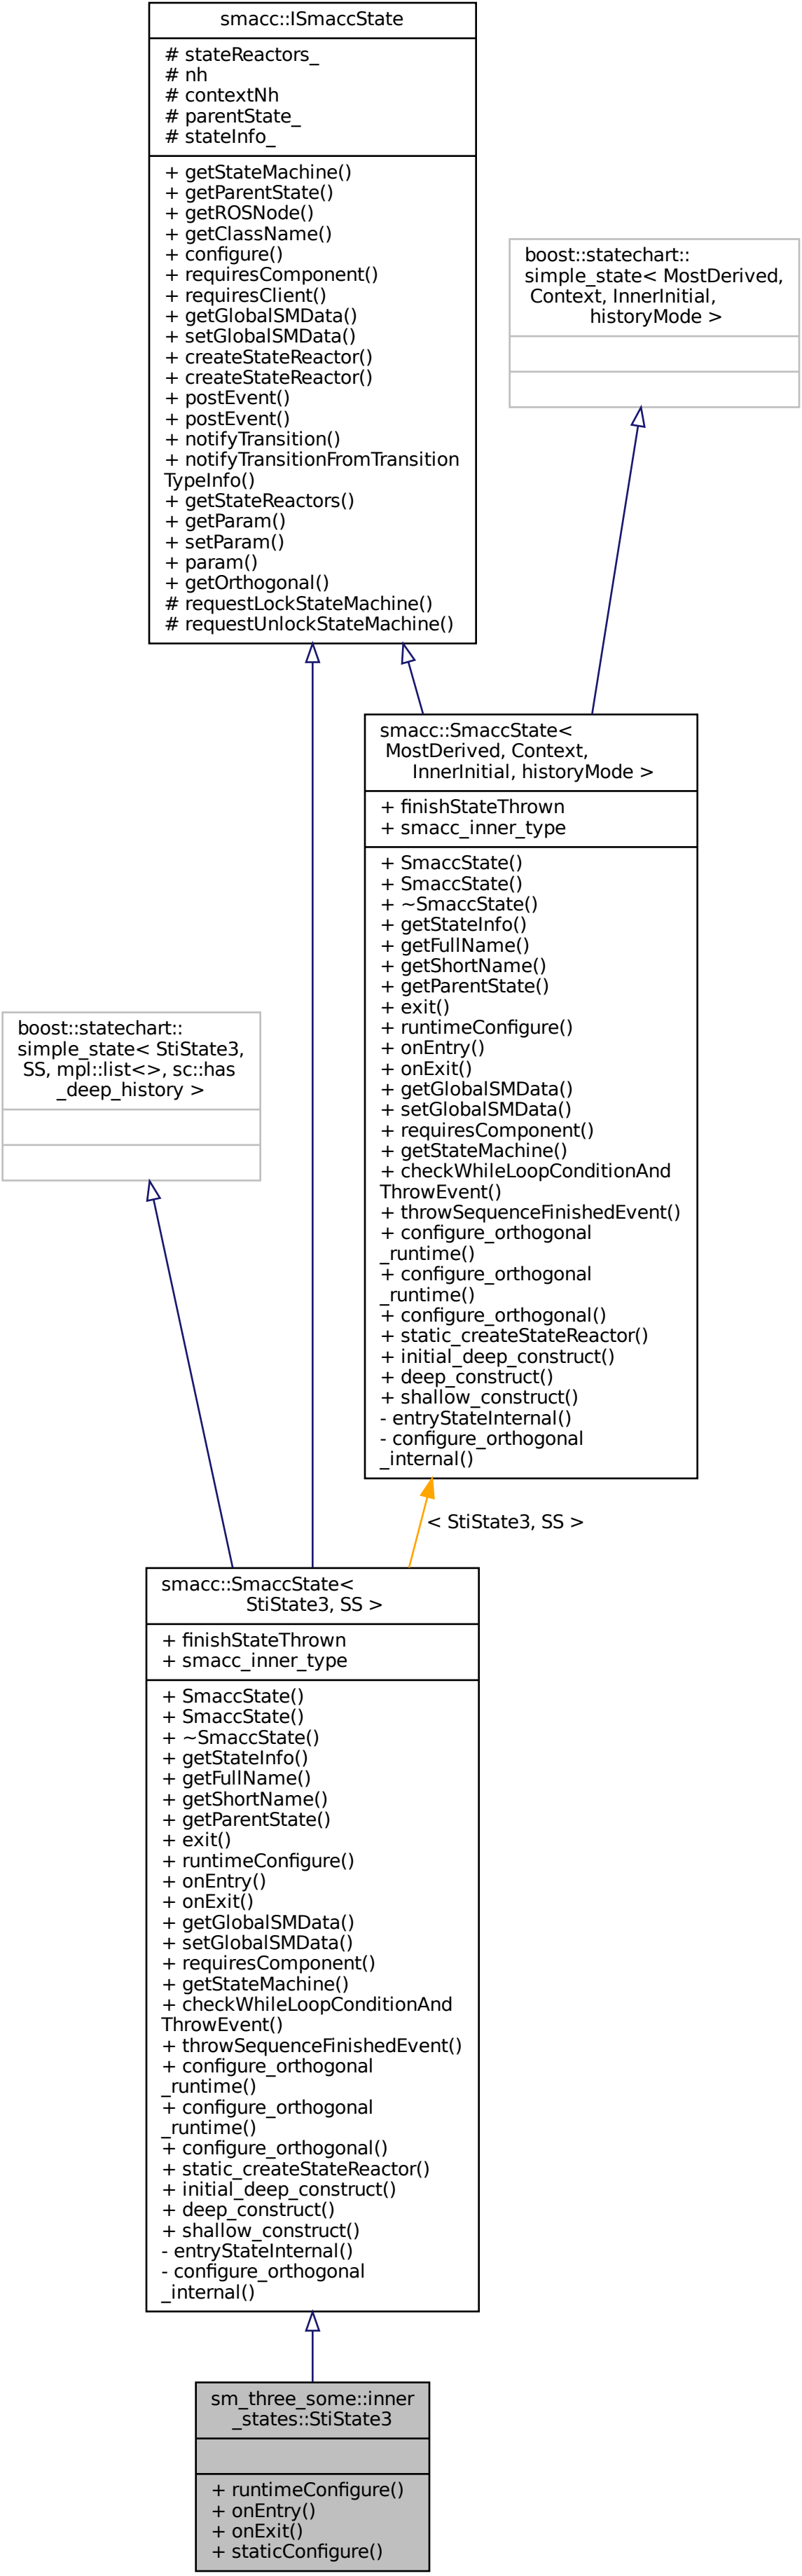 smacc::ISmaccState
# stateReactors_
# nh
# contextNh
# parentState_
# stateInfo_
+ getStateMachine()
+ getParentState()
+ getROSNode()
+ getClassName()
+ configure()
+ requiresComponent()
+ requiresClient()
+ getGlobalSMData()
+ setGlobalSMData()
+ createStateReactor()
+ createStateReactor()
+ postEvent()
+ postEvent()
+ notifyTransition()
+ notifyTransitionFromTransition
TypeInfo()
+ getStateReactors()
+ getParam()
+ setParam()
+ param()
+ getOrthogonal()
# requestLockStateMachine()
# requestUnlockStateMachine()
boost::statechart::
simple_state< MostDerived,
Context, InnerInitial,
historyMode >
smacc::SmaccState<
MostDerived, Context,
InnerInitial, historyMode >
+ finishStateThrown
+ smacc_inner_type
+ SmaccState()
+ SmaccState()
+ ~SmaccState()
+ getStateInfo()
+ getFullName()
+ getShortName()
+ getParentState()
+ exit()
+ runtimeConfigure()
+ onEntry()
+ onExit()
+ getGlobalSMData()
+ setGlobalSMData()
+ requiresComponent()
+ getStateMachine()
+ checkWhileLoopConditionAnd
ThrowEvent()
+ throwSequenceFinishedEvent()
+ configure_orthogonal
_runtime()
+ configure_orthogonal
_runtime()
+ configure_orthogonal()
+ static_createStateReactor()
+ initial_deep_construct()
+ deep_construct()
+ shallow_construct()
- entryStateInternal()
- configure_orthogonal
_internal()
boost::statechart::
simple_state< StiState3,
SS, mpl::list<>, sc::has
_deep_history >
< StiState3, SS >
smacc::SmaccState<
StiState3, SS >
+ finishStateThrown
+ smacc_inner_type
+ SmaccState()
+ SmaccState()
+ ~SmaccState()
+ getStateInfo()
+ getFullName()
+ getShortName()
+ getParentState()
+ exit()
+ runtimeConfigure()
+ onEntry()
+ onExit()
+ getGlobalSMData()
+ setGlobalSMData()
+ requiresComponent()
+ getStateMachine()
+ checkWhileLoopConditionAnd
ThrowEvent()
+ throwSequenceFinishedEvent()
+ configure_orthogonal
_runtime()
+ configure_orthogonal
_runtime()
+ configure_orthogonal()
+ static_createStateReactor()
+ initial_deep_construct()
+ deep_construct()
+ shallow_construct()
- entryStateInternal()
- configure_orthogonal
_internal()
sm_three_some::inner
_states::StiState3
+ runtimeConfigure()
+ onEntry()
+ onExit()
+ staticConfigure()